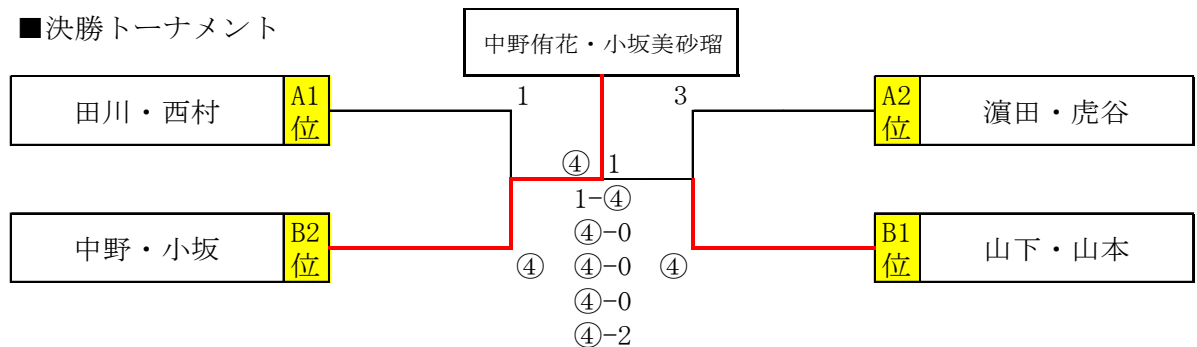 ■決勝トーナメント
中野侑花・小坂美砂瑠
田川・西村
A1位
1
3
A2位
濵田・虎谷
④ 1
1-④
④-0
中野・小坂
B2位
④
④-0
④
B1位
山下・山本
④-0
④-2